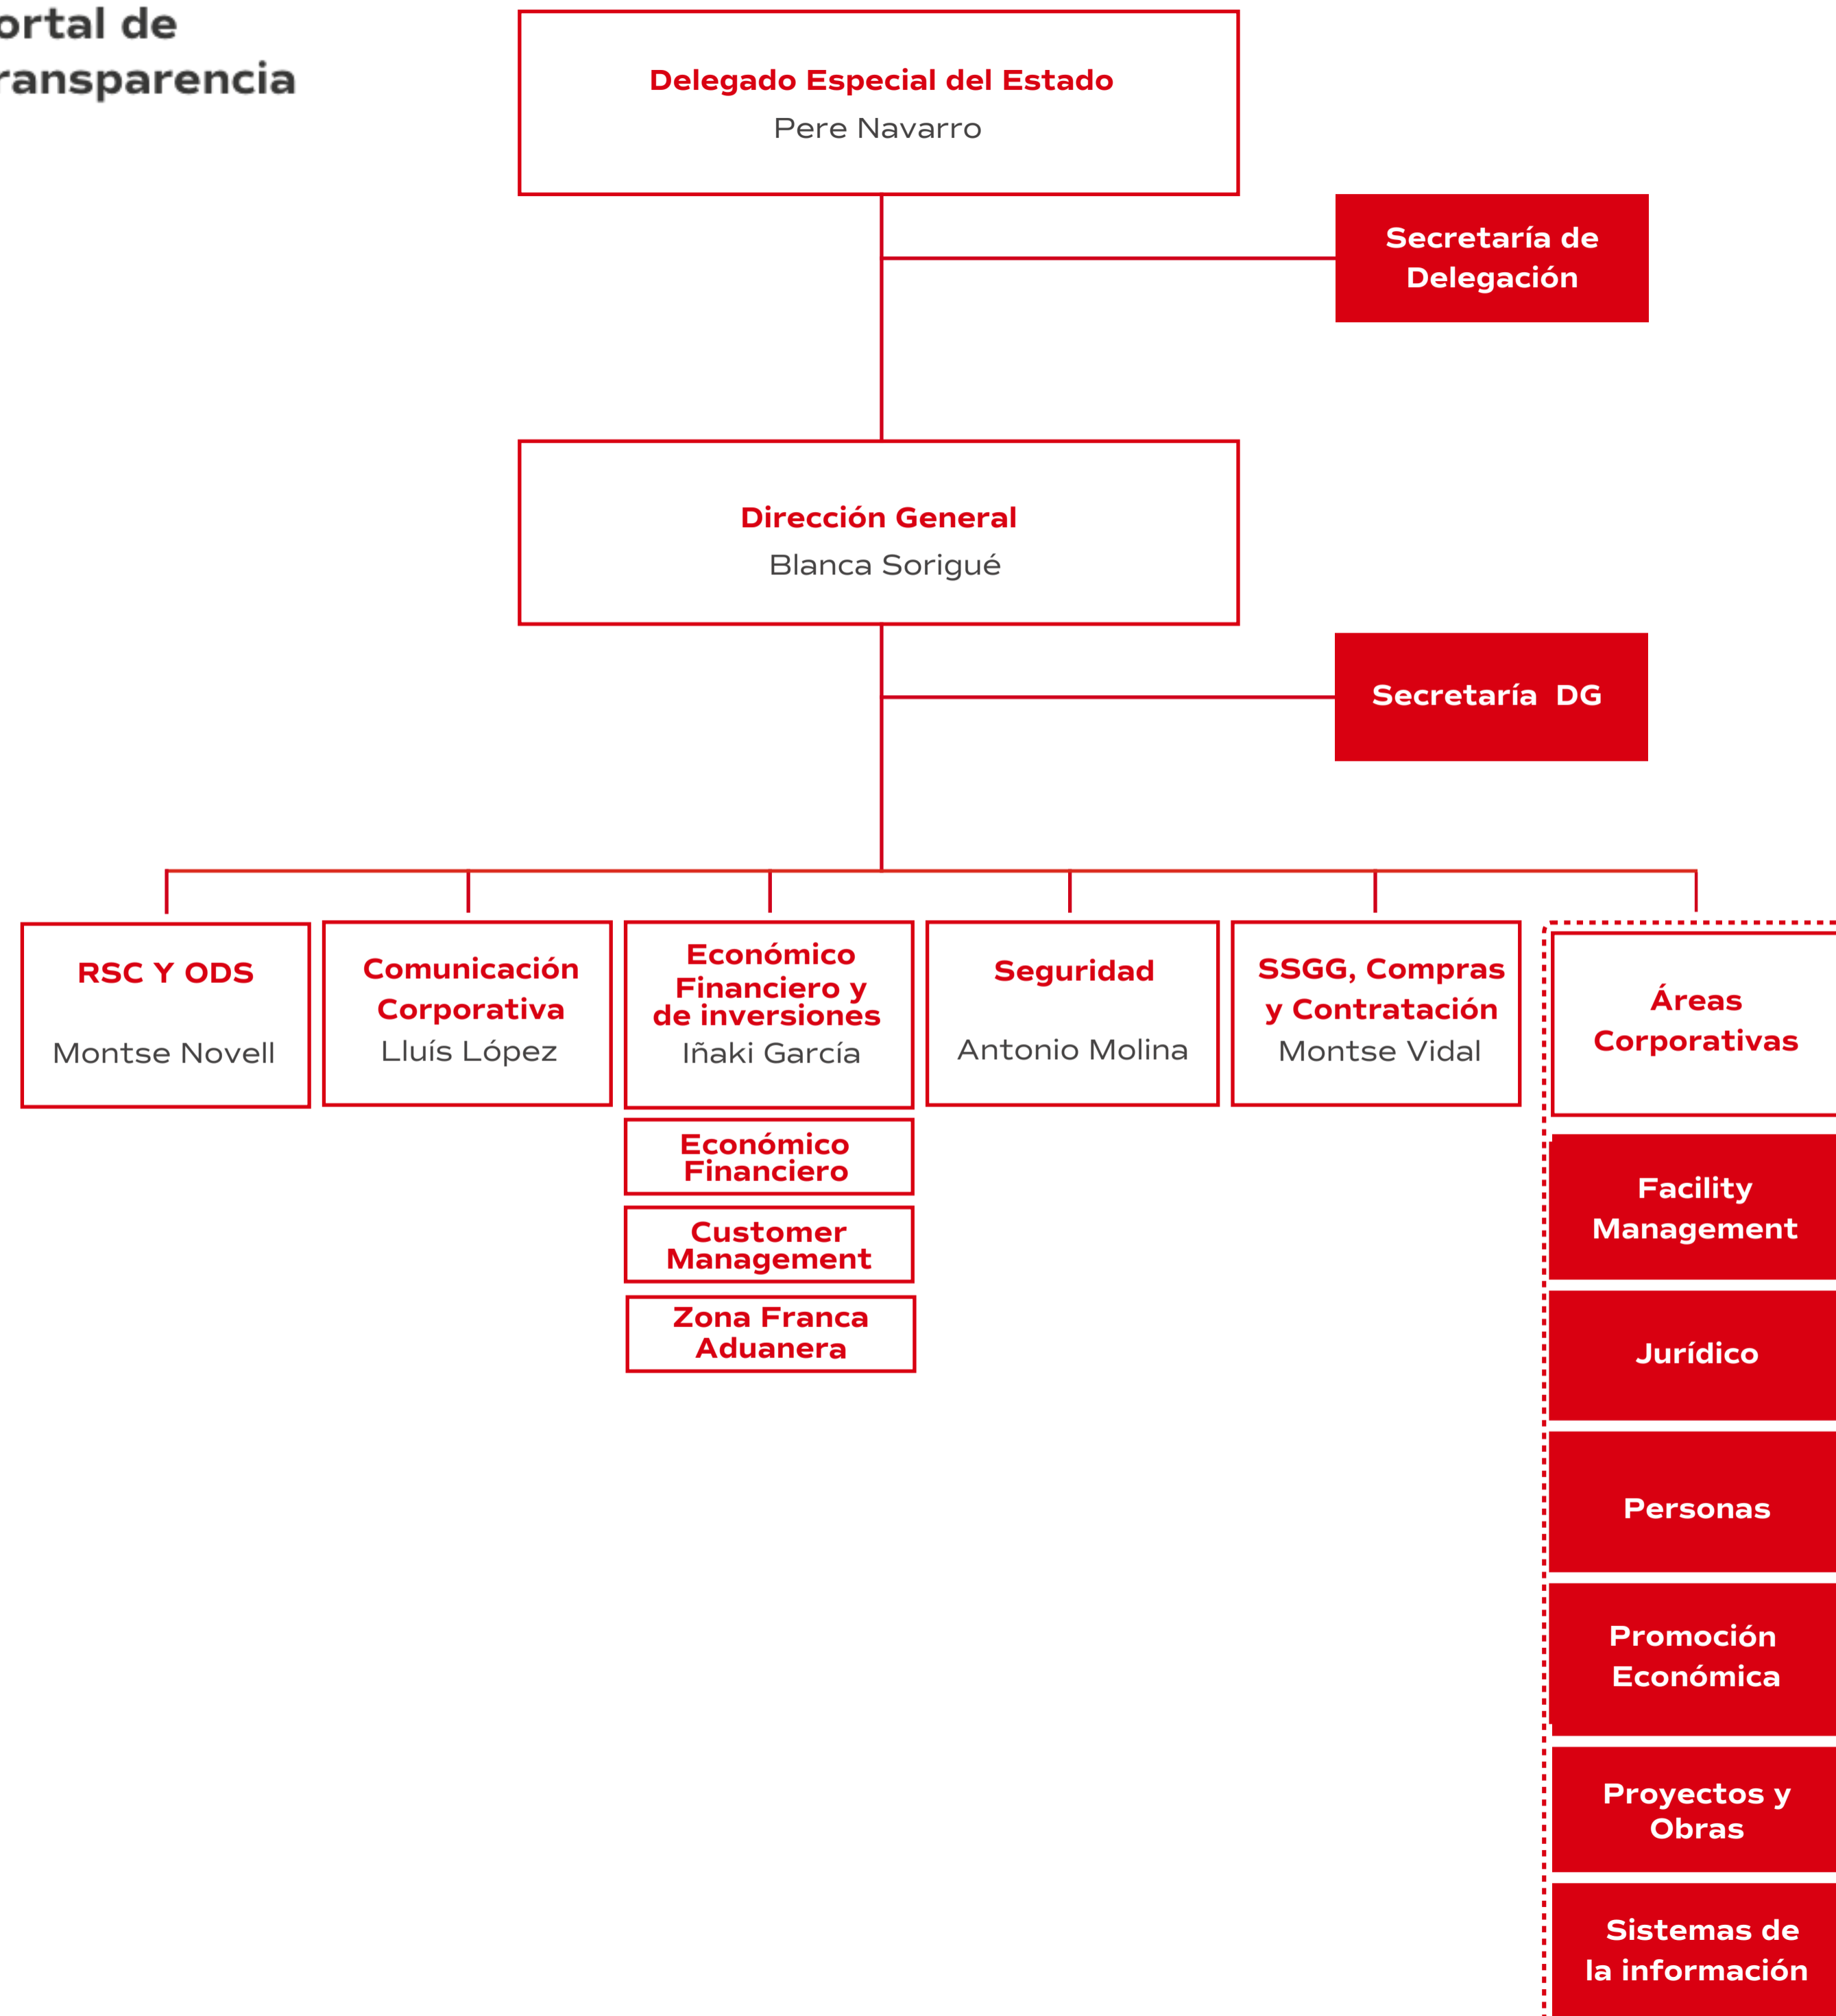 ortal de
ransparencia
Delegado Especial del Estado
Pere Navarro
Secretaría de
Delegación
Dirección General
Blanca Sorigué
Secretaría DG
RSC Y ODS
Montse Novell
Comunicación
Corporativa
Lluís López
Económico
Financiero y
de inversiones
Iñaki García
Económico
Financiero
Customer
Management
Zona Franca
Aduanera
Seguridad
Antonio Molina
SSGG, Compras
y Contratación
Montse Vidal
Áreas
Corporativas
Facility
Management
Jurídico
Personas
Promoción
Económica
Proyectos y
Obras
Sistemas de
la información